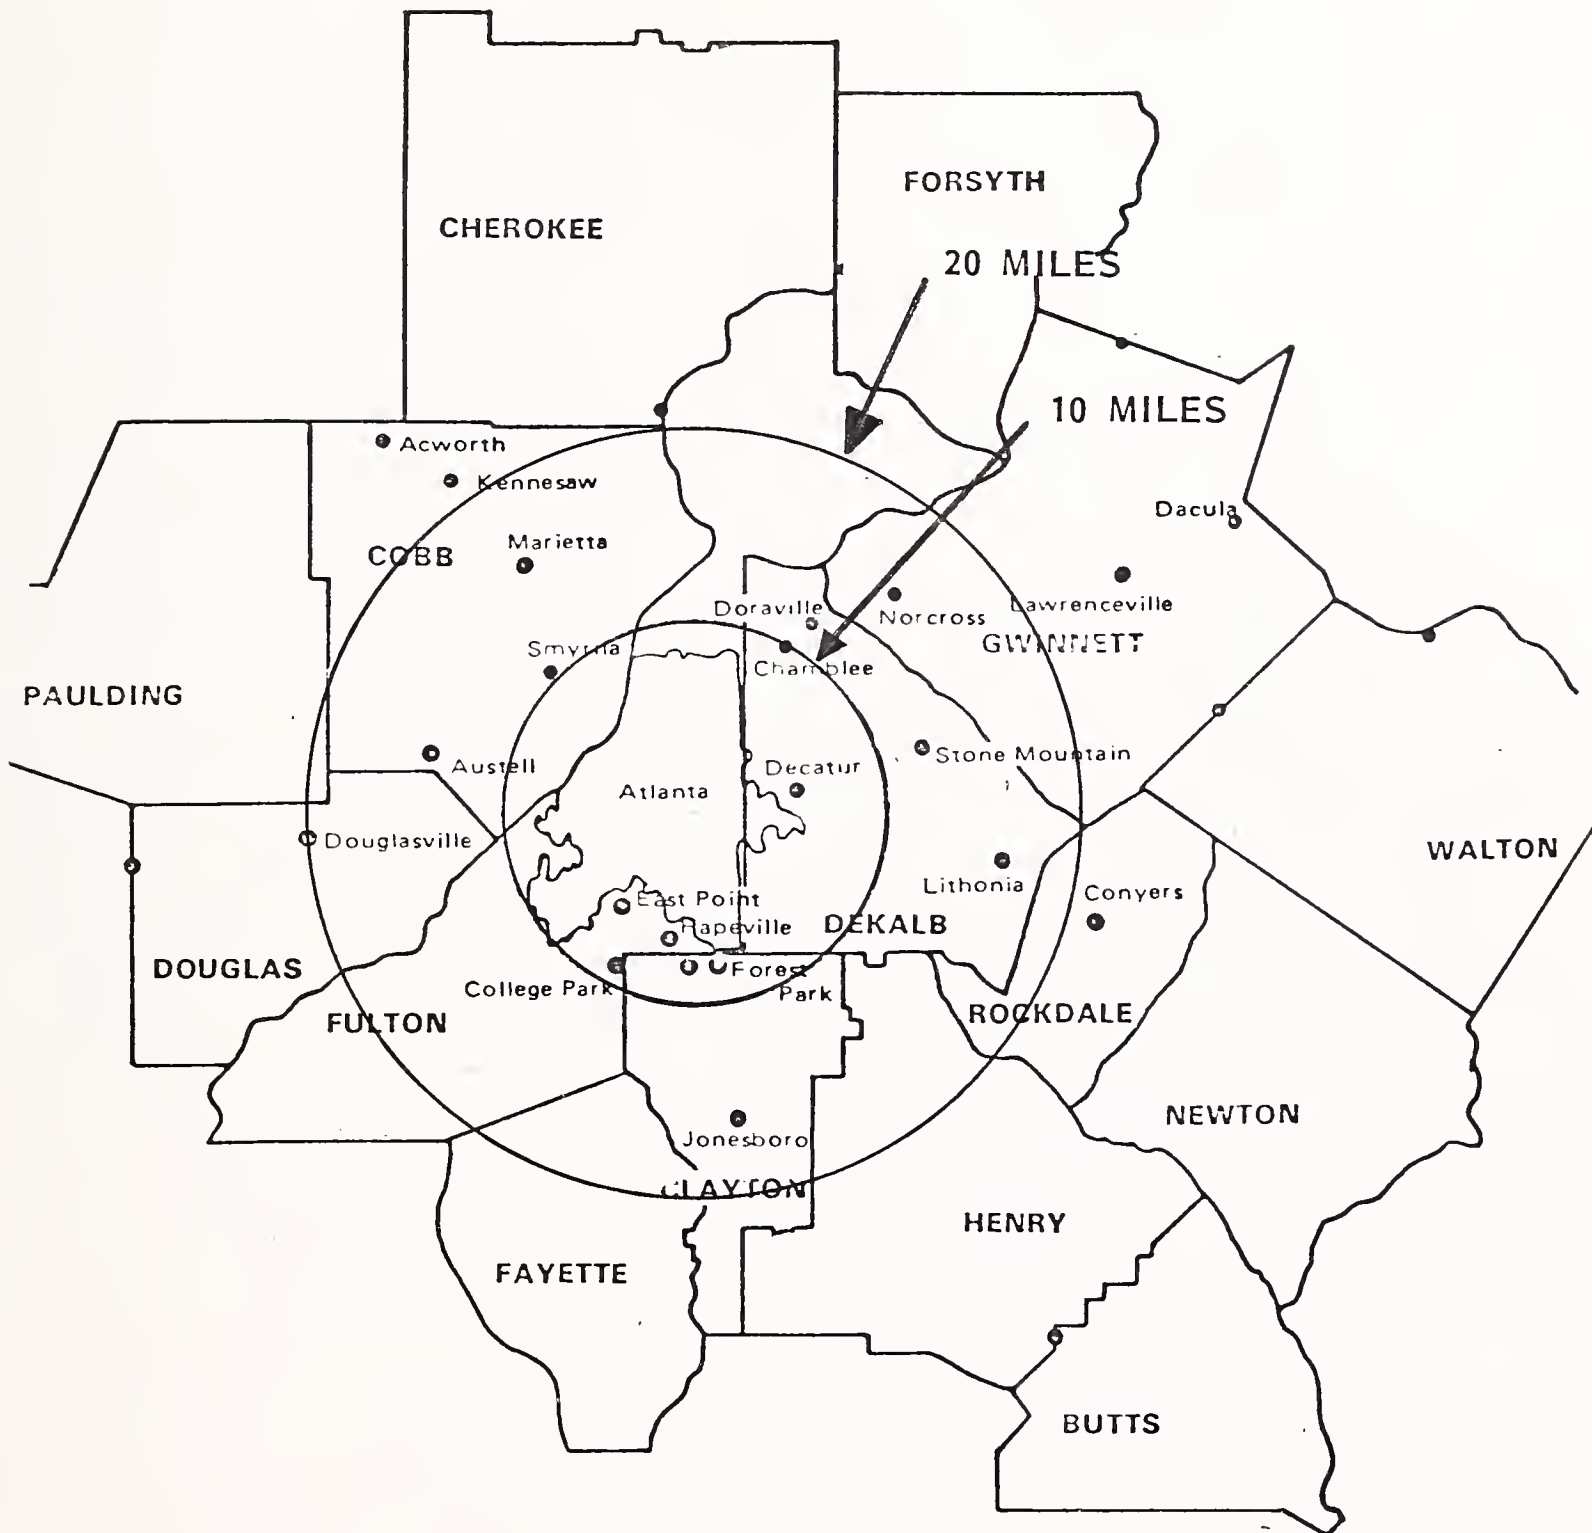 FORSYTH
CHEROKEE
20 MILES
10 MILES
Acworth
Kennesaw
Dacula
Marietta
COBB
Doraville
Norcross
Lawrenceville
GWINNETT
Smyrna
Chamblee
PAULDING
Stone Mountain
Austell
Decatur
Atlanta
Douglasville
WALTON
Lithonia
Conyers
East Point
Hapeville
DEKALB
DOUGLAS
College Park
Forest
Park
ROCKDALE
FULTON
NEWTON
Jonesboro
CLAYTON
HENRY
FAYETTE
BUTTS